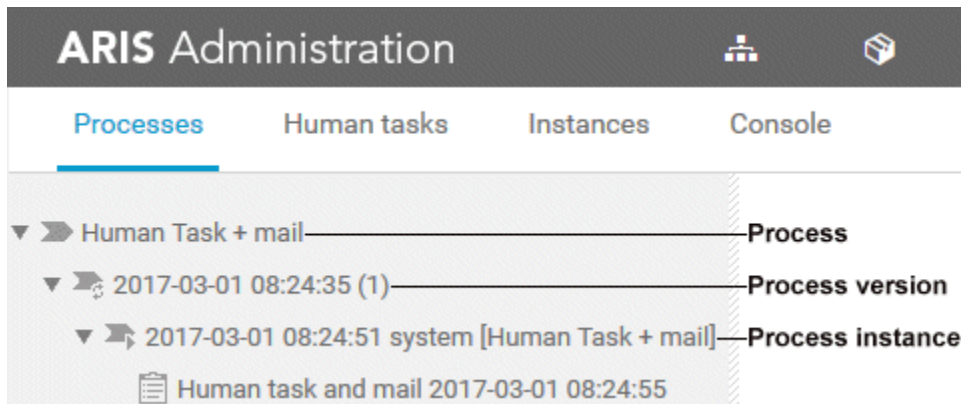 ARIS Administration
Processes Human tasks Instances Console
Human Task + mail Process
2017-03-01 08:24:35 (1) Process version
2017-03-01 08:24:51 system [Human Task + mail] Process instance
Human task and mail 2017-03-01 08:24:55